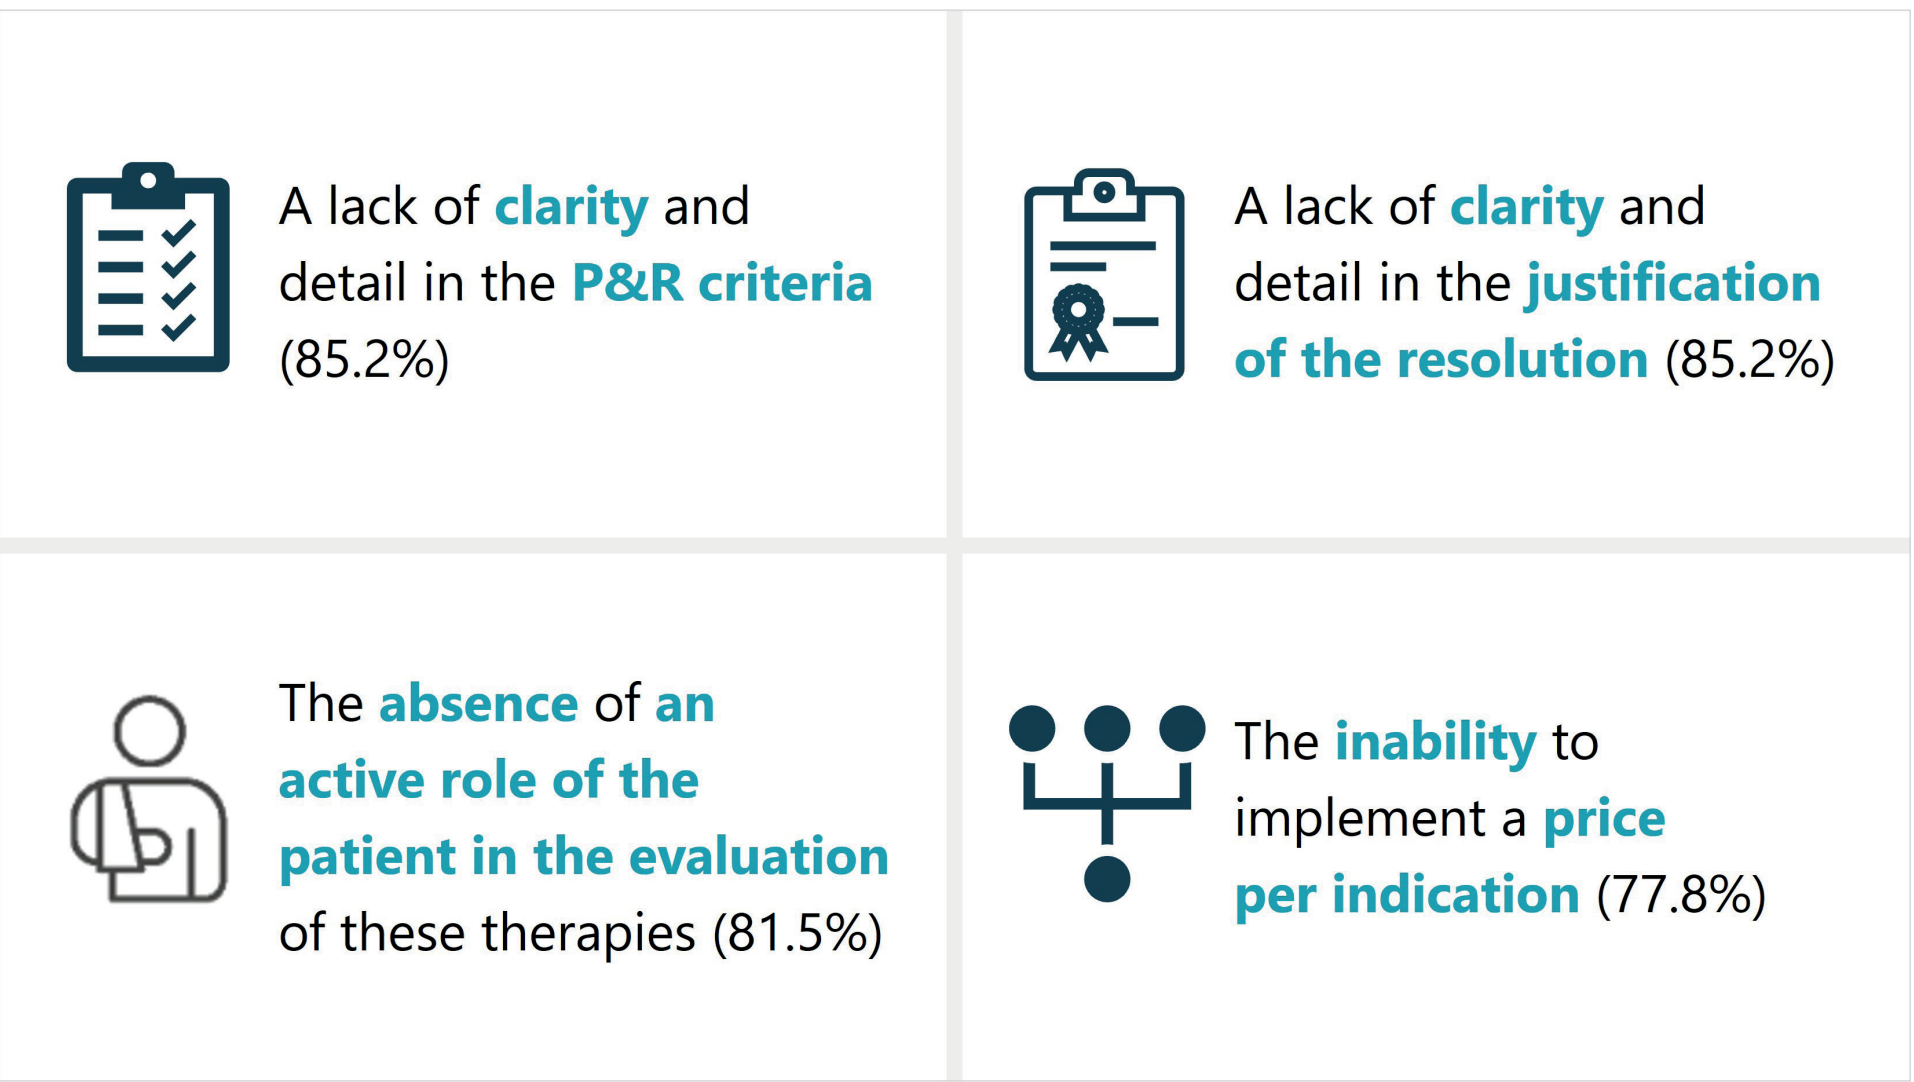 A lack of clarity and
detail in the P&R criteria
(85.2%)
A lack of clarity and
detail in the justification
of the resolution (85.2%)
The absence of an
active role of the
patient in the evaluation
of these therapies (81.5%)
The inability to
implement a price
per indication (77.8%)